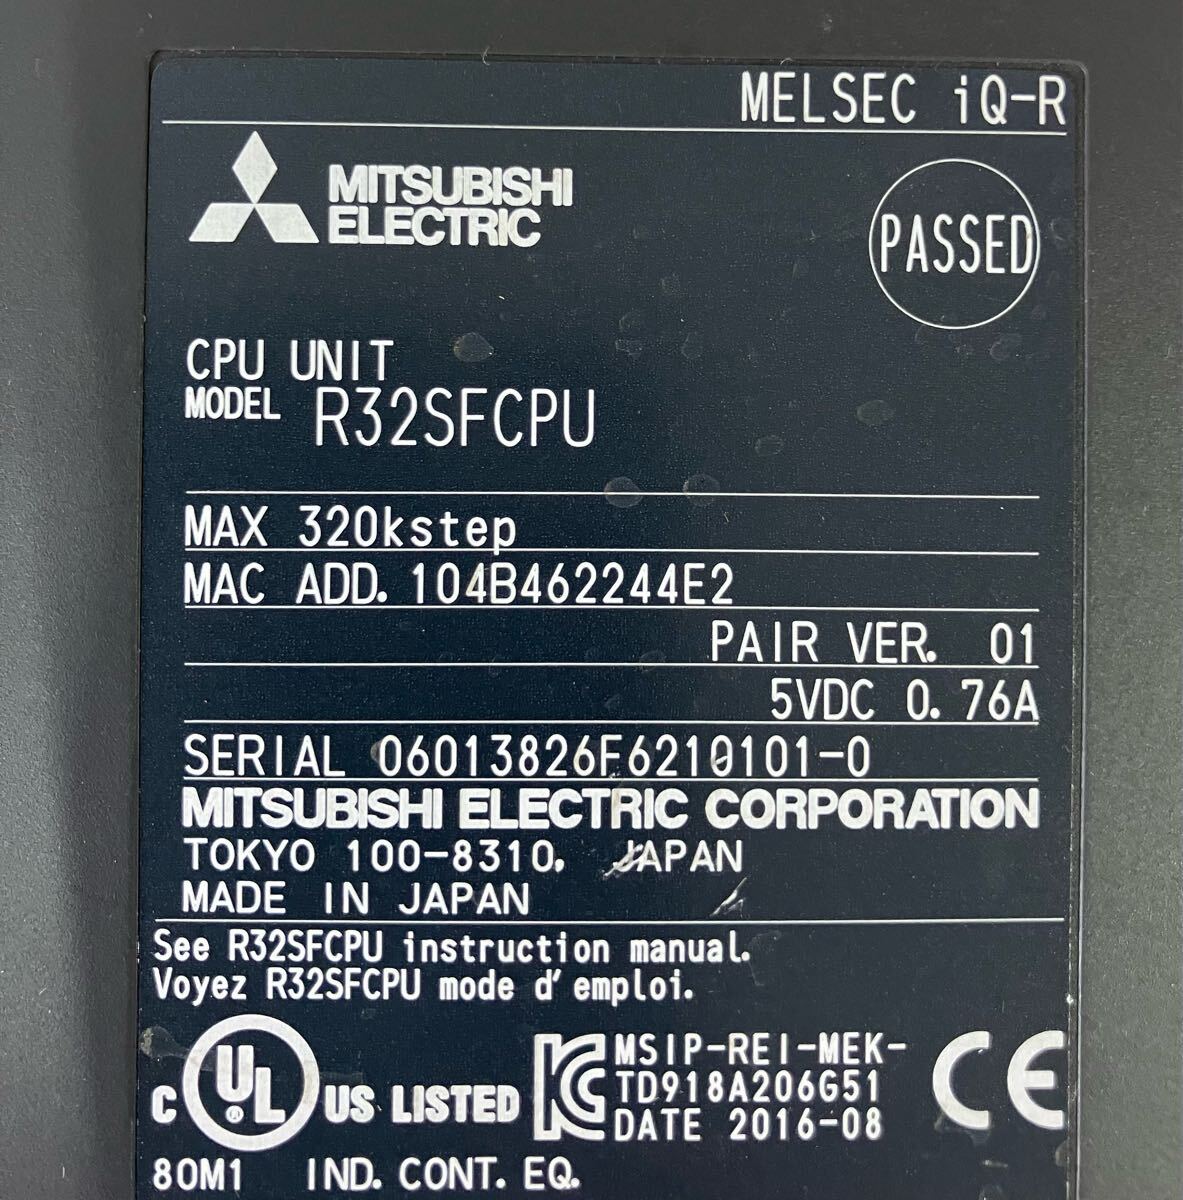 MELSEC iQ-R
MITSUBISHI
ELECTRIC
PASSED
CPU UNIT
MODEL R32SFCPU
MAX 320kstep
MAC ADD. 104B462244E2
PAIR VER. 01
5VDC 0.76A
SERIAL 06013826F6210101-0
MITSUBISHI ELECTRIC CORPORATION
TOKYO 100-8310, JAPAN
MADE IN JAPAN
See R32SFCPU instruction manual.
Voyez R32SFCPU mode d'emploi.
C UL ® US LISTED
80M1 IND. CONT. EQ.
KC MSIP-REI-MEK-
TD918A206G51
DATE 2016-08
CE